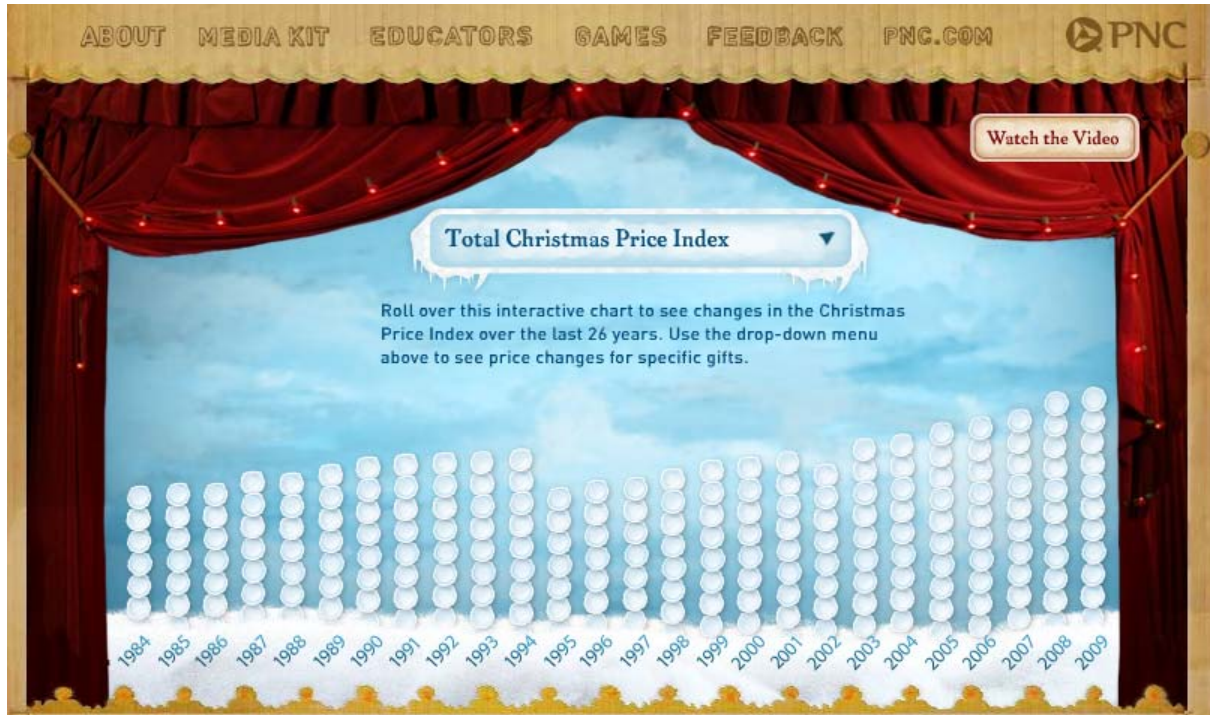 ABOUT MEDIA KIT EDUCATORS GAMES FEEDBACK PNC.COM PNC
Watch the Video
Total Christmas Price Index
Roll over this interactive chart to see changes in the Christmas
Price Index over the last 26 years. Use the drop-down menu
above to see price changes for specific gifts.
1984 1985 1986 1987 1988 1989 1990 1991 1992 1993 1994 1995 1996 1997 1998 1999 2000 2001 2002 2003 2004 2005 2006 2007 2008 2009